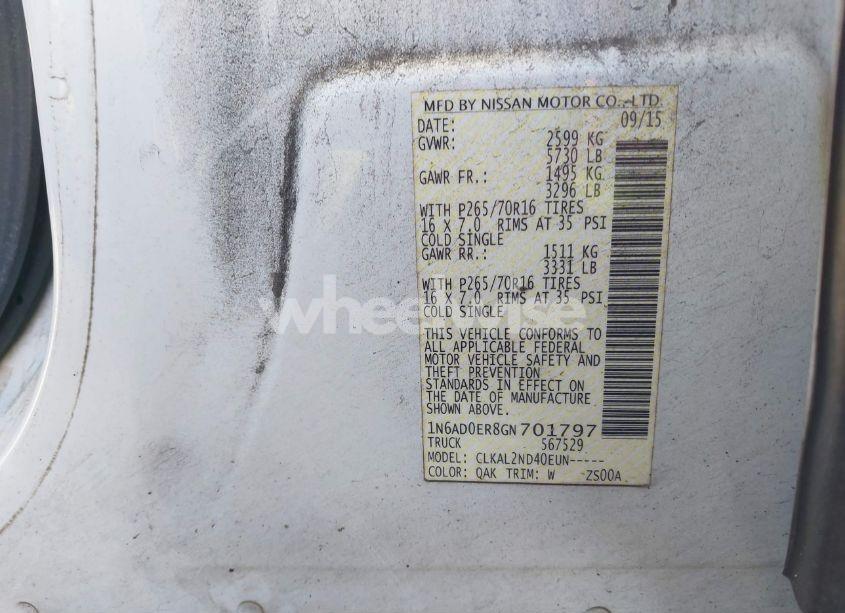 MFD BY NISSAN MOTOR CO.,LTD.
DATE: 09/15
GVWR: 2599 KG
5730 LB
GAWR FR.: 1495 KG
3296 LB
WITH P265/70R16 TIRES
16 X 7.0 RIMS AT 35 PSI
COLD SINGLE
GAWR RR.: 1511 KG
3331 LB
WITH P265/70R16 TIRES
16 X 7.0 RIMS AT 35 PSI
COLD SINGLE
wheelwise
THIS VEHICLE CONFORMS TO
ALL APPLICABLE FEDERAL
MOTOR VEHICLE SAFETY AND
THEFT PREVENTION
STANDARDS IN EFFECT ON
THE DATE OF MANUFACTURE
SHOWN ABOVE.
1N6AD0ER8GN701797
TRUCK 567529
MODEL: CLKAL2ND40EUN-----
COLOR: QAK TRIM: W ZS00A